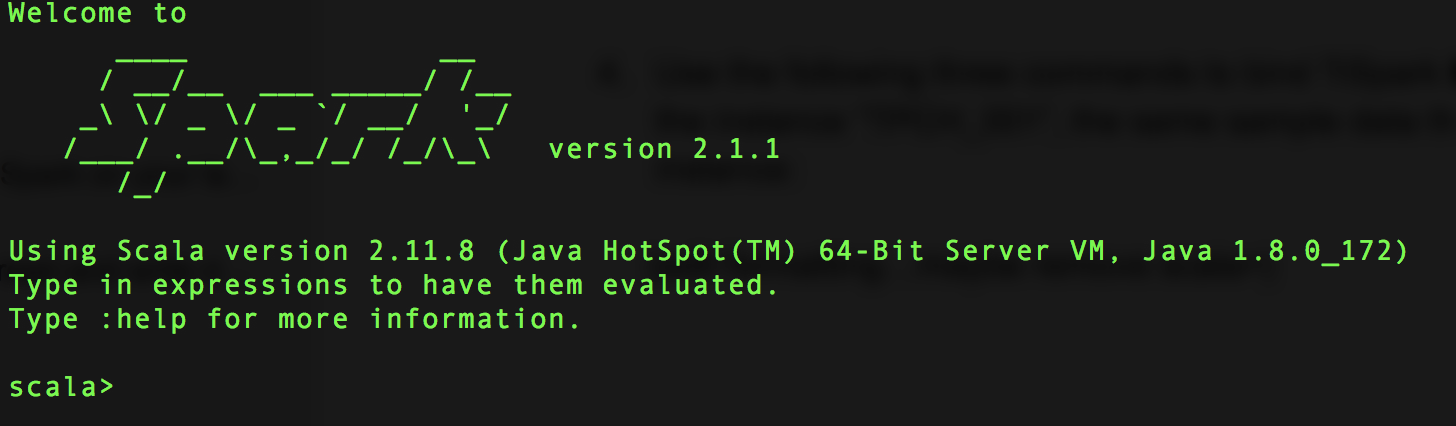 Welcome to
      ____              __
     / __/__  ___ _____/ /__
    _\ \/ _ \/ _ `/ __/  '_/
   /___/ .__/\_,_/_/ /_/\_\   version 2.1.1
      /_/
Using Scala version 2.11.8 (Java HotSpot(TM) 64-Bit Server VM, Java 1.8.0_172)
Type in expressions to have them evaluated.
Type :help for more information.
scala>